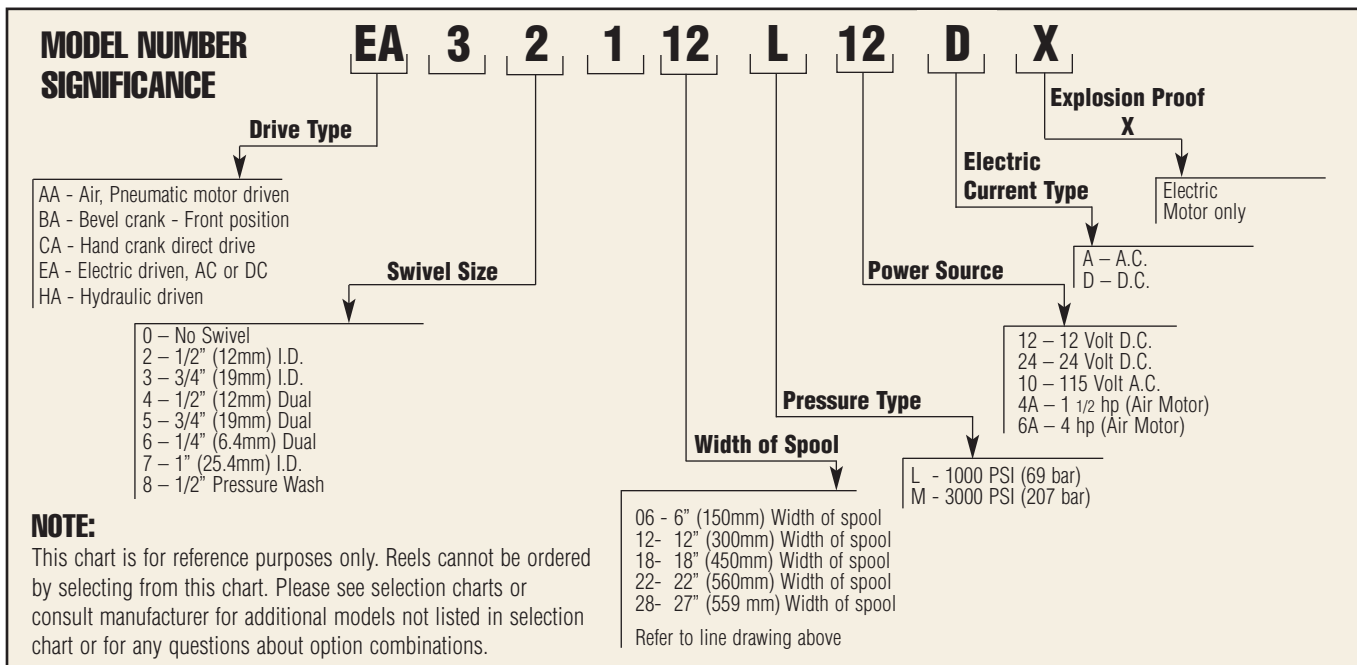 MODEL NUMBER
SIGNIFICANCE
EA 3 2 1 12 L 12 D X
Drive Type
AA - Air, Pneumatic motor driven
BA - Bevel crank - Front position
CA - Hand crank direct drive
EA - Electric driven, AC or DC
HA - Hydraulic driven
Swivel Size
0 – No Swivel
2 – 1/2” (12mm) I.D.
3 – 3/4” (19mm) I.D.
4 – 1/2” (12mm) Dual
5 – 3/4” (19mm) Dual
6 – 1/4” (6.4mm) Dual
7 – 1” (25.4mm) I.D.
8 – 1/2” Pressure Wash
Width of Spool
06 - 6” (150mm) Width of spool
12- 12” (300mm) Width of spool
18- 18” (450mm) Width of spool
22- 22” (560mm) Width of spool
28- 27” (559 mm) Width of spool
Refer to line drawing above
Pressure Type
L - 1000 PSI (69 bar)
M - 3000 PSI (207 bar)
Power Source
12 – 12 Volt D.C.
24 – 24 Volt D.C.
10 – 115 Volt A.C.
4A – 1 1/2 hp (Air Motor)
6A – 4 hp (Air Motor)
Electric
Current Type
A – A.C.
D – D.C.
Explosion Proof
X
Electric
Motor only
NOTE:
This chart is for reference purposes only. Reels cannot be ordered
by selecting from this chart. Please see selection charts or
consult manufacturer for additional models not listed in selection
chart or for any questions about option combinations.